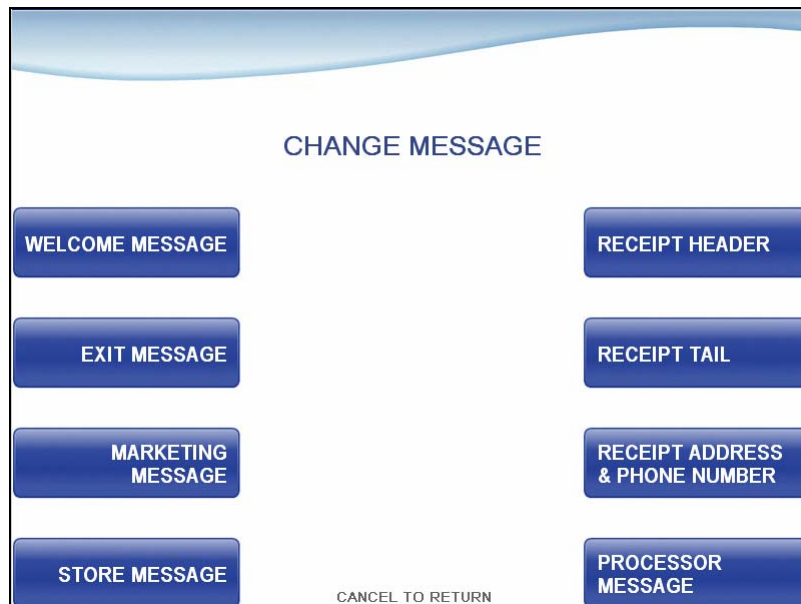 CHANGE MESSAGE
WELCOME MESSAGE
RECEIPT HEADER
EXIT MESSAGE
RECEIPT TAIL
MARKETING
MESSAGE
RECEIPT ADDRESS
& PHONE NUMBER
STORE MESSAGE
PROCESSOR
MESSAGE
CANCEL TO RETURN